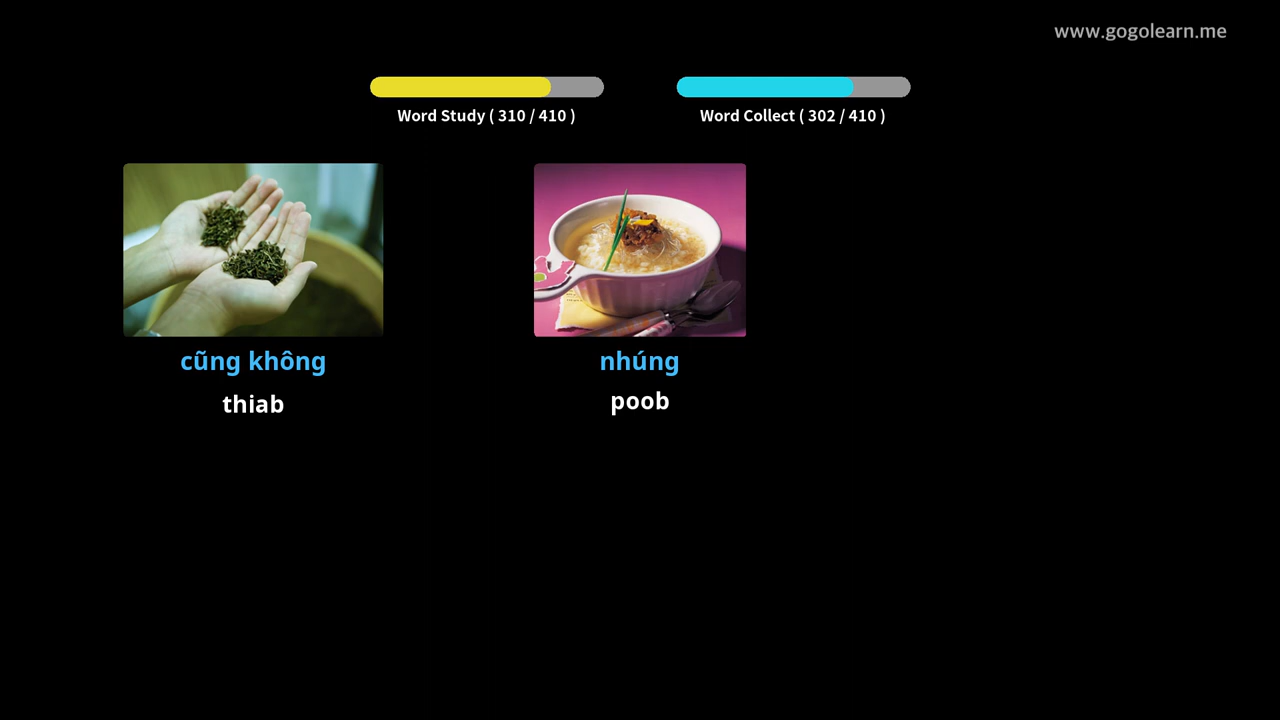 www.gogolearn.me
Word Study ( 310 / 410 )
Word Collect ( 302 / 410 )
cũng không
thiab
nhúng
poob